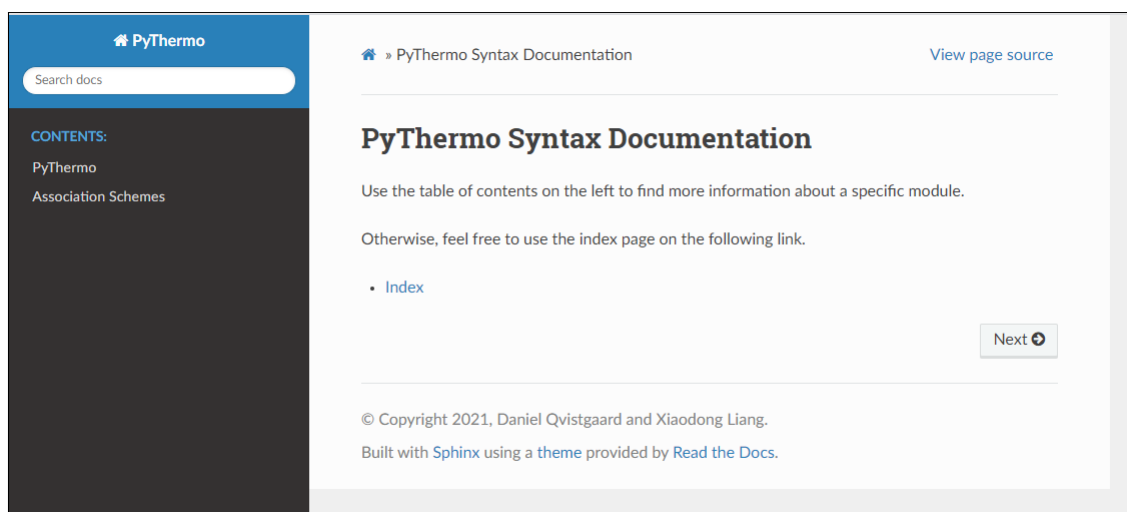 PyThermo
Search docs
CONTENTS:
PyThermo
Association Schemes
» PyThermo Syntax Documentation
View page source
PyThermo Syntax Documentation
Use the table of contents on the left to find more information about a specific module.
Otherwise, feel free to use the index page on the following link.
• Index
Next
© Copyright 2021, Daniel Qvistgaard and Xiaodong Liang.
Built with Sphinx using a theme provided by Read the Docs.